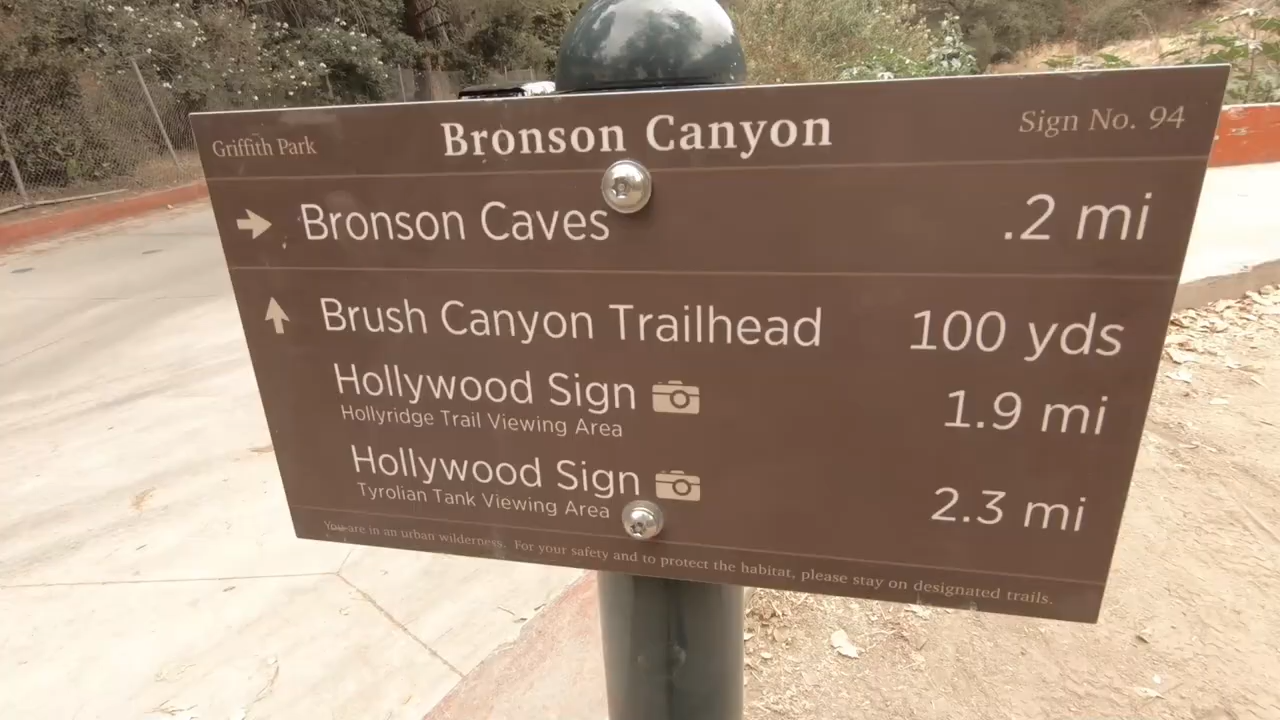 Griffith Park Bronson Canyon Sign No. 94
Bronson Caves .2 mi
Brush Canyon Trailhead 100 yds
Hollywood Sign 1.9 mi
Hollyridge Trail Viewing Area
Hollywood Sign 2.3 mi
Tyrolian Tank Viewing Area
You are in an urban wilderness. For your safety and to protect the habitat, please stay on designated trails.